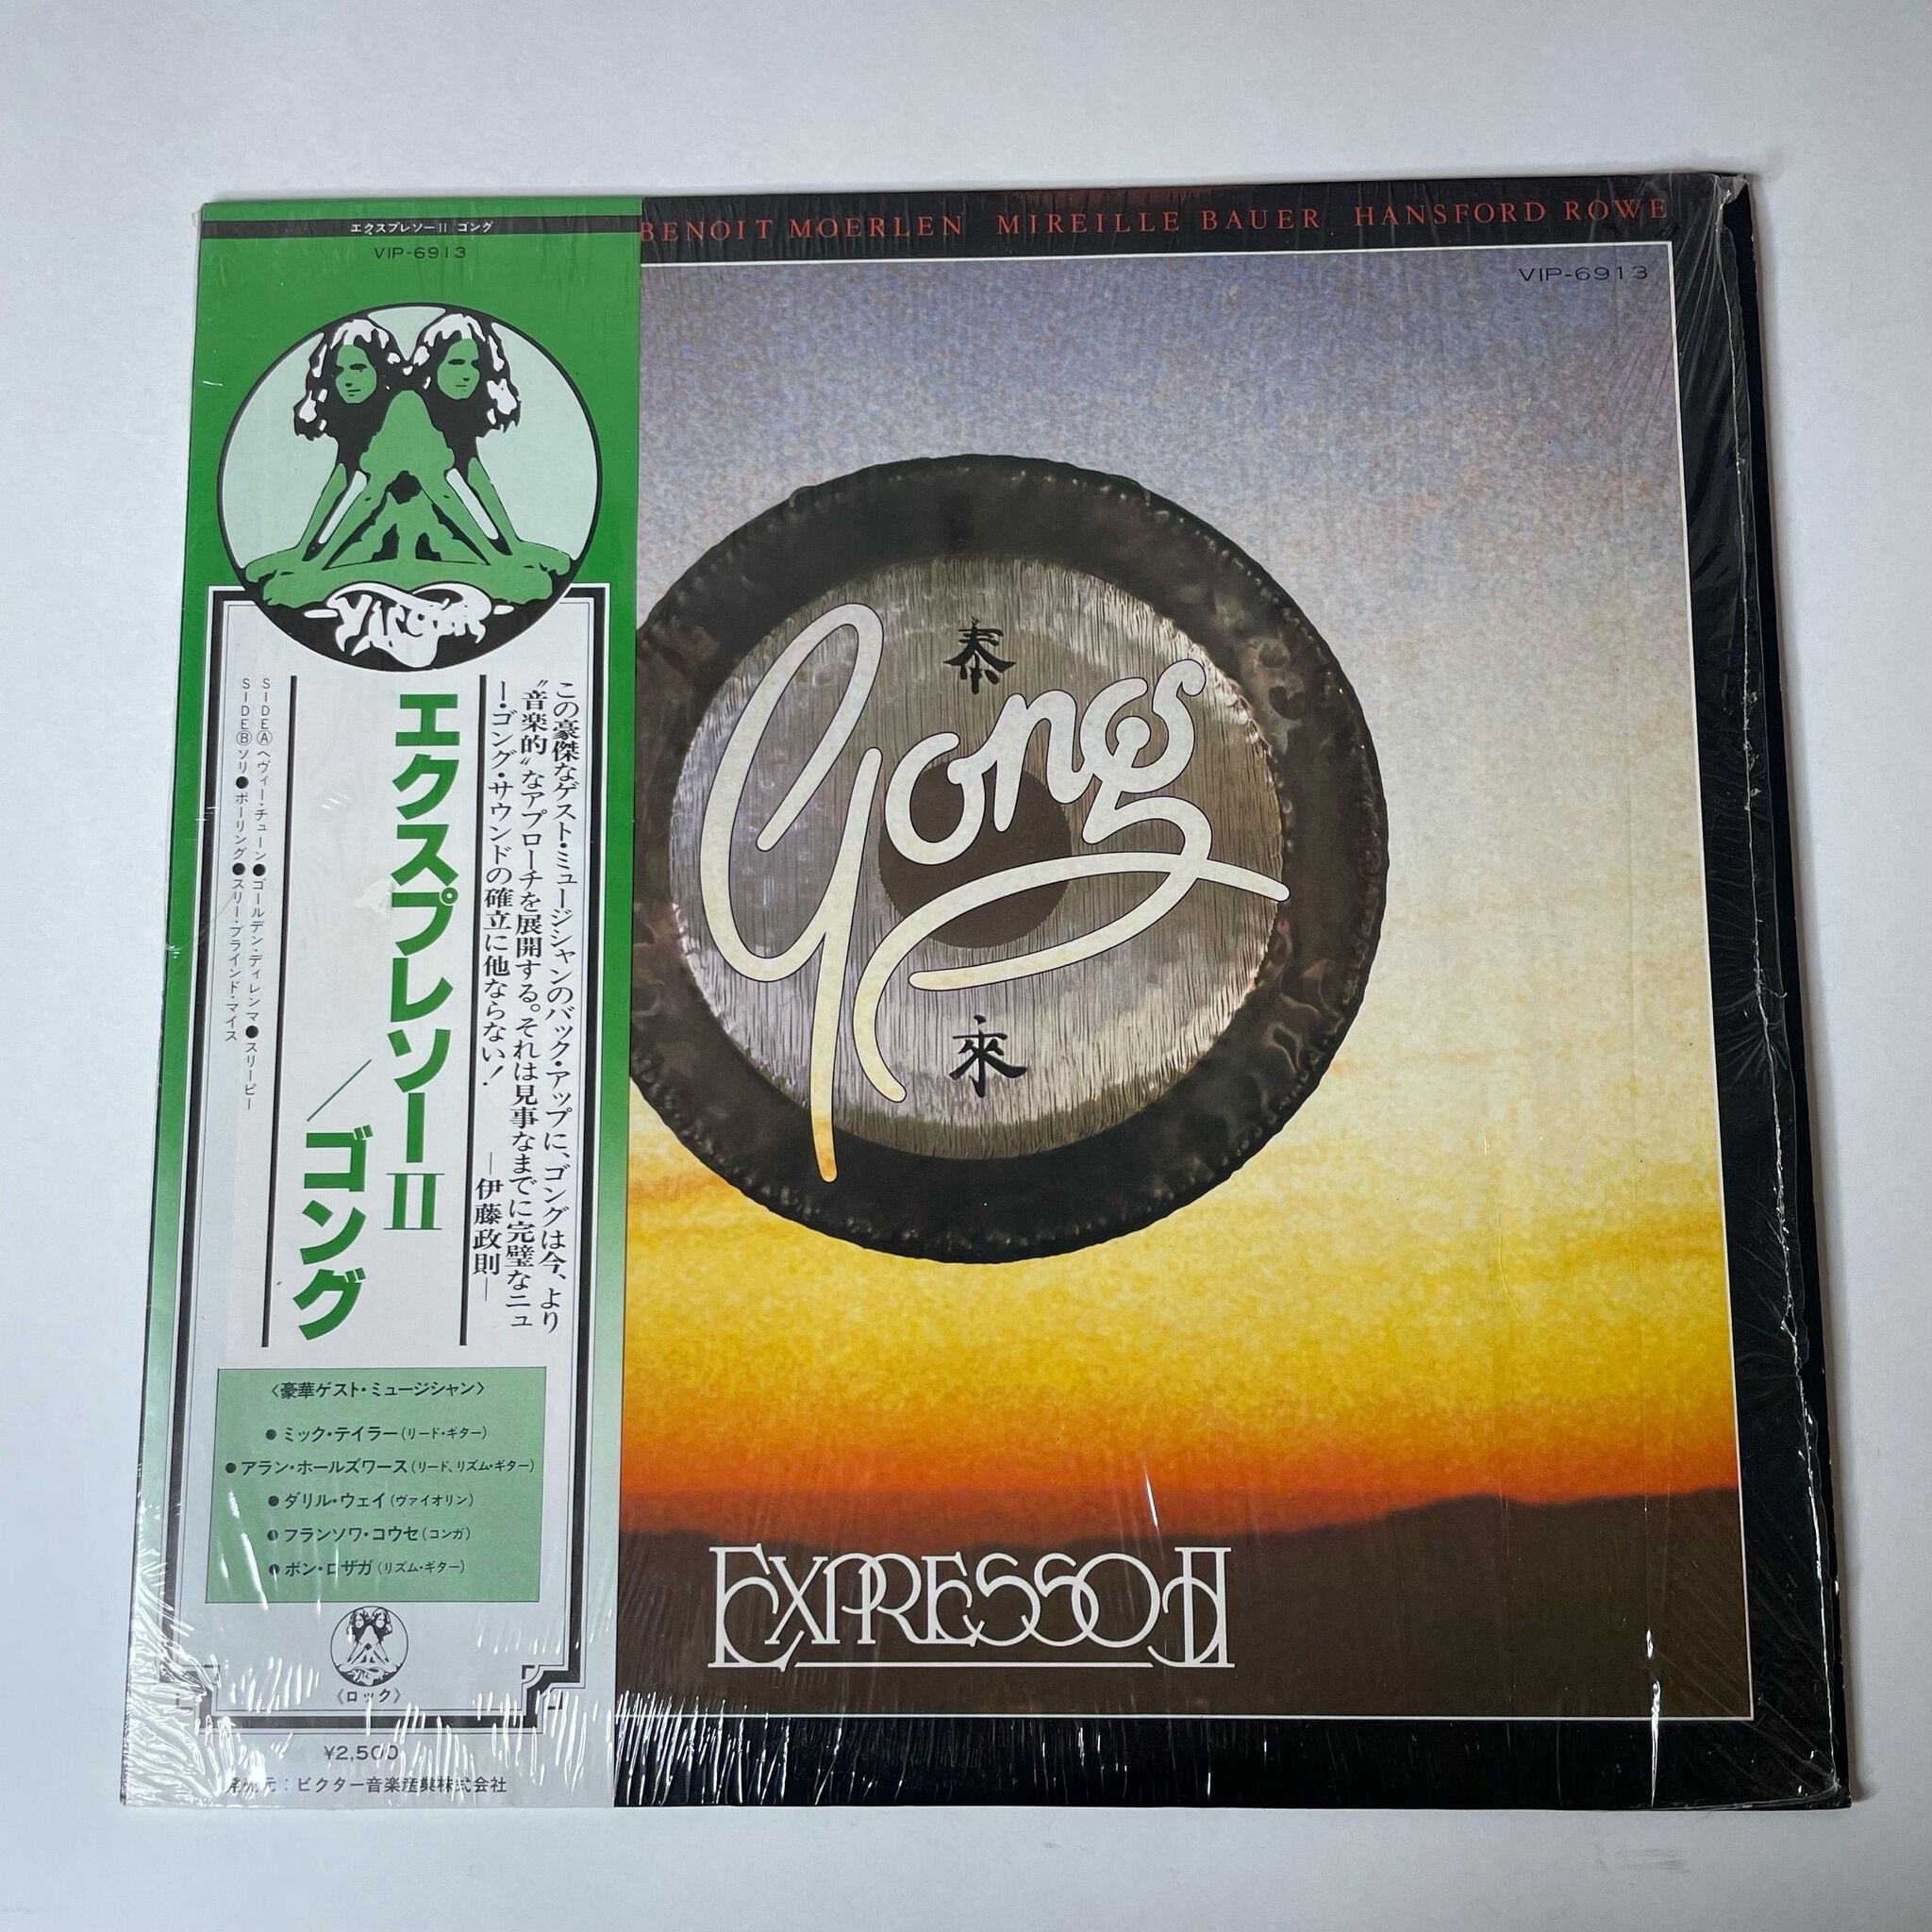 エクスプレソーII ゴング
VIP-6913
Virgin
この豪傑なゲスト・ミュージシャンのバック・アップに、ゴングは今、より
〝音楽的〟なアプローチを展開する。それは見事なまでに完璧なニュ
ー・ゴング・サウンドの確立に他ならない！
—伊藤政則—
エクスプレソーII
／ゴング
SIDEⒶ ヘヴィー・チューン●ゴールデン・ディレンマ●スリーピー
SIDEⒷ ソリ●ボーリング●スリー・ブラインド・マイス
〈豪華ゲスト・ミュージシャン〉
●ミック・テイラー(リード・ギター)
●アラン・ホールズワース(リード、リズム・ギター)
●ダリル・ウェイ(ヴァイオリン)
●フランソワ・コウセ(コンガ)
●ボン・ロザガ(リズム・ギター)
《ロック》
¥2,500
発売元：ビクター音楽産業株式会社
BENOIT MOERLEN MIREILLE BAUER HANSFORD ROWE
VIP-6913
泰
Gong
來
EXPRESSO II